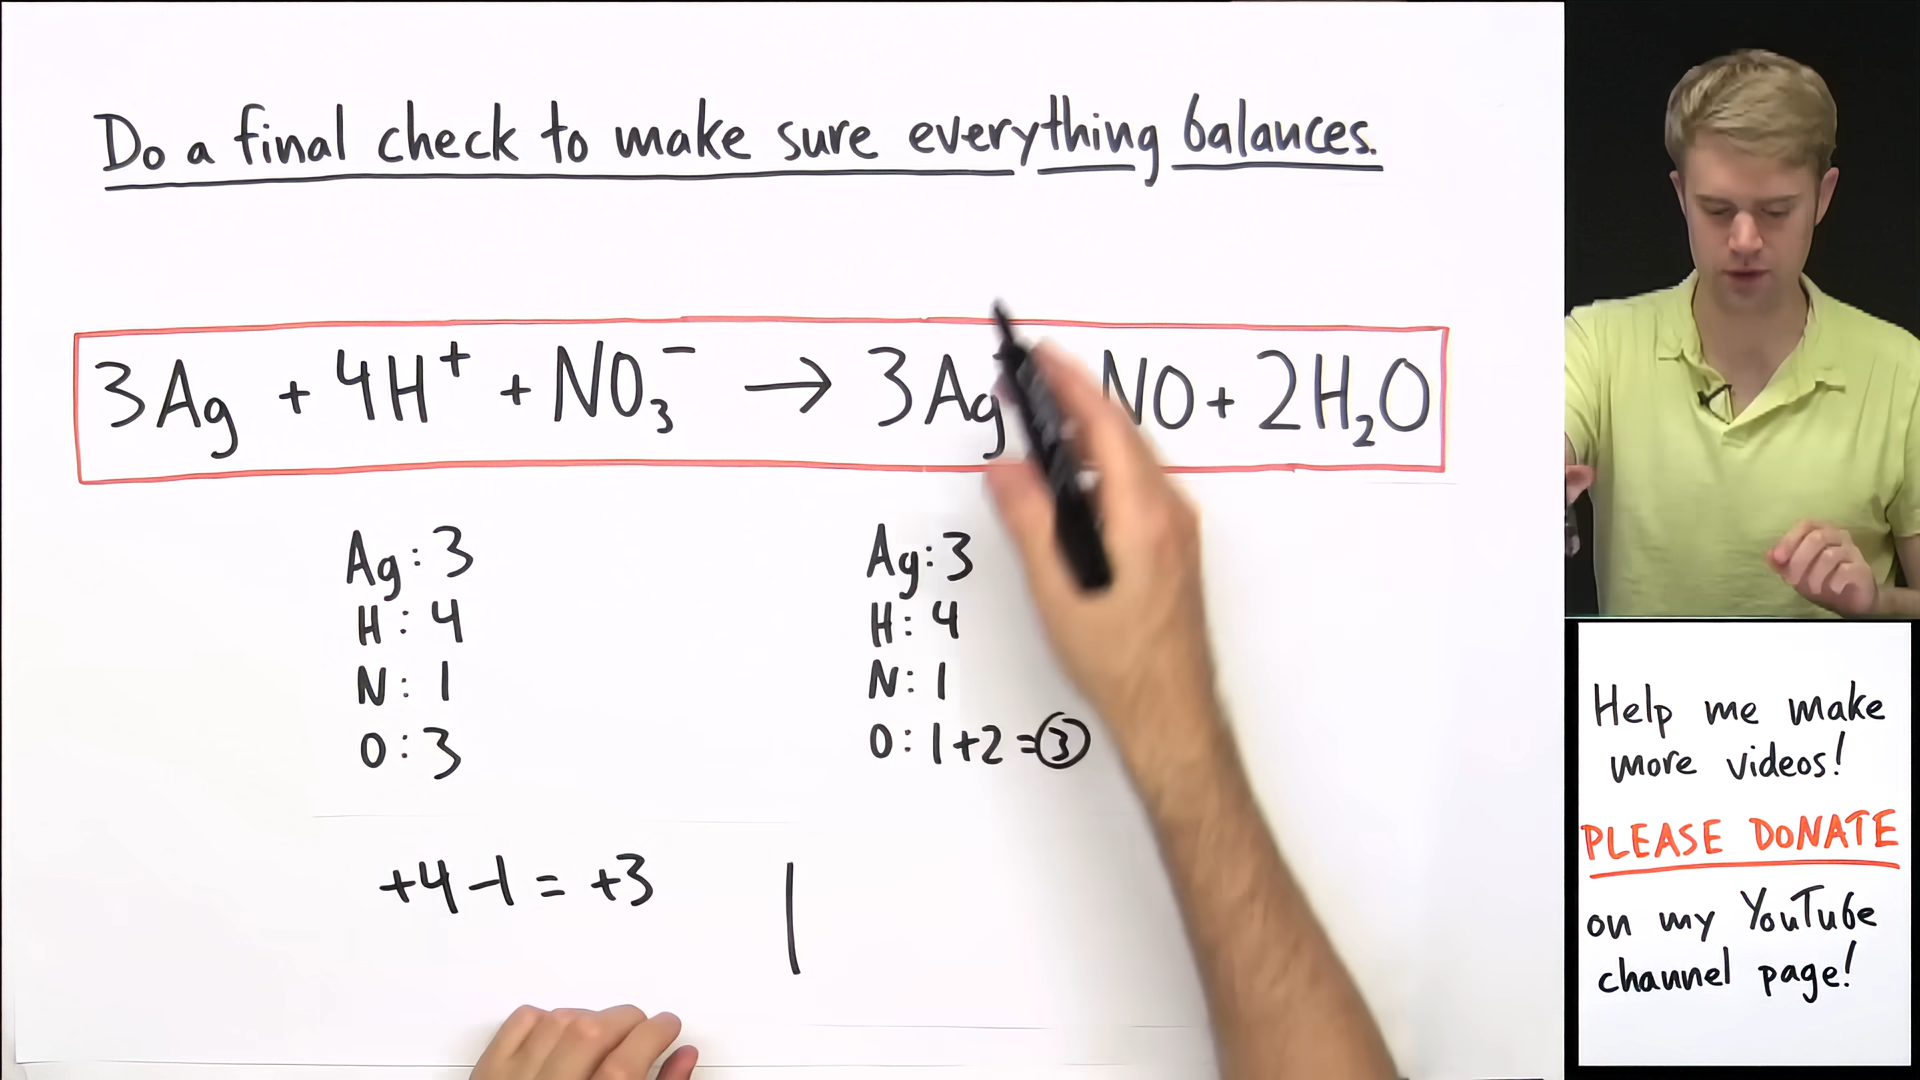 Do a final check to make sure everything balances.
3Ag + 4H⁺ + NO₃⁻ → 3Ag NO + 2H₂O
Ag: 3
H: 4
N: 1
O: 3
Ag: 3
H: 4
N: 1
O: 1+2 = 3
+4 -1 = +3
Help me make
more videos!
PLEASE DONATE
on my YouTube
channel page!